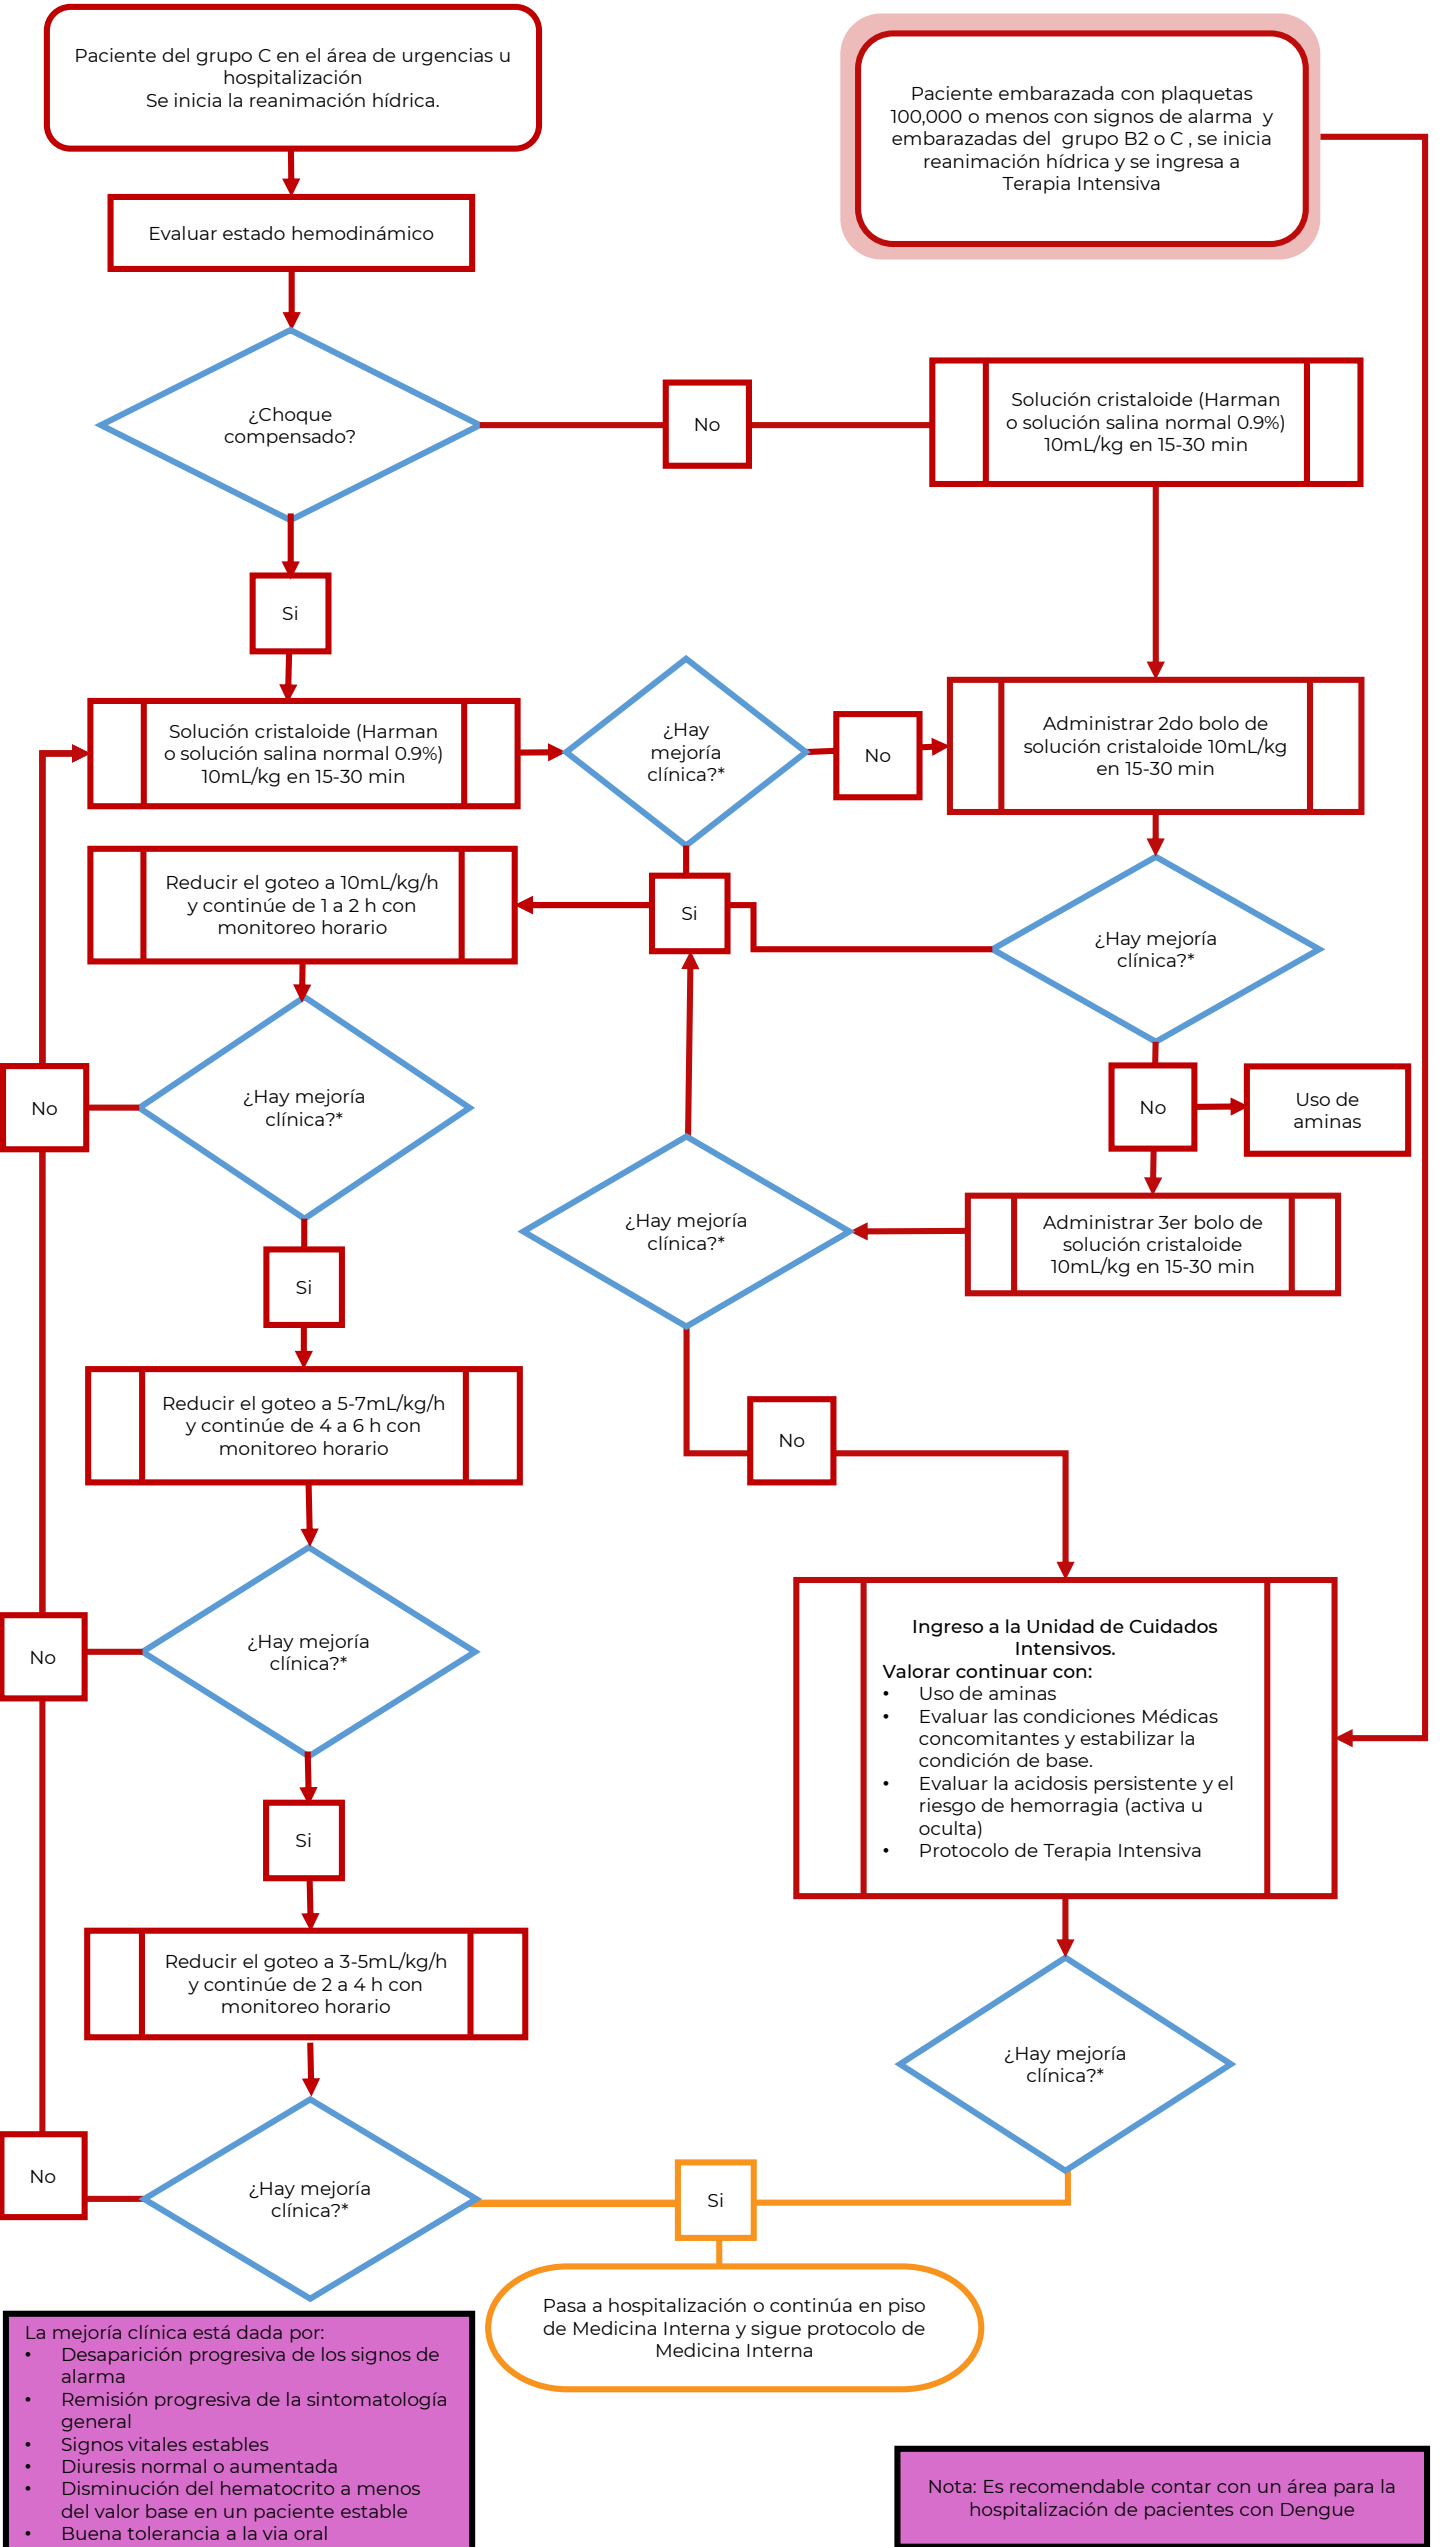 Paciente del grupo C en el área de urgencias u
hospitalización
Se inicia la reanimación hídrica.
Paciente embarazada con plaquetas
100,000 o menos con signos de alarma y
embarazadas del grupo B2 o C , se inicia
reanimación hídrica y se ingresa a
Terapia Intensiva
Evaluar estado hemodinámico
¿Choque
compensado?
No
Solución cristaloide (Harman
o solución salina normal 0.9%)
10mL/kg en 15-30 min
Si
Solución cristaloide (Harman
o solución salina normal 0.9%)
10mL/kg en 15-30 min
¿Hay
mejoría
clínica?*
No
Administrar 2do bolo de
solución cristaloide 10mL/kg
en 15-30 min
Reducir el goteo a 10mL/kg/h
y continúe de 1 a 2 h con
monitoreo horario
Si
¿Hay mejoría
clínica?*
No
¿Hay mejoría
clínica?*
No
Uso de
aminas
¿Hay mejoría
clínica?*
Administrar 3er bolo de
solución cristaloide
10mL/kg en 15-30 min
Si
Reducir el goteo a 5-7mL/kg/h
y continúe de 4 a 6 h con
monitoreo horario
No
¿Hay mejoría
clínica?*
No
Ingreso a la Unidad de Cuidados
Intensivos.
Valorar continuar con:
• Uso de aminas
• Evaluar las condiciones Médicas
concomitantes y estabilizar la
condición de base.
• Evaluar la acidosis persistente y el
riesgo de hemorragia (activa u
oculta)
• Protocolo de Terapia Intensiva
Si
Reducir el goteo a 3-5mL/kg/h
y continúe de 2 a 4 h con
monitoreo horario
¿Hay mejoría
clínica?*
No
¿Hay mejoría
clínica?*
Si
Pasa a hospitalización o continúa en piso
de Medicina Interna y sigue protocolo de
Medicina Interna
La mejoría clínica está dada por:
• Desaparición progresiva de los signos de
alarma
• Remisión progresiva de la sintomatología
general
• Signos vitales estables
• Diuresis normal o aumentada
• Disminución del hematocrito a menos
del valor base en un paciente estable
• Buena tolerancia a la via oral
Nota: Es recomendable contar con un área para la
hospitalización de pacientes con Dengue